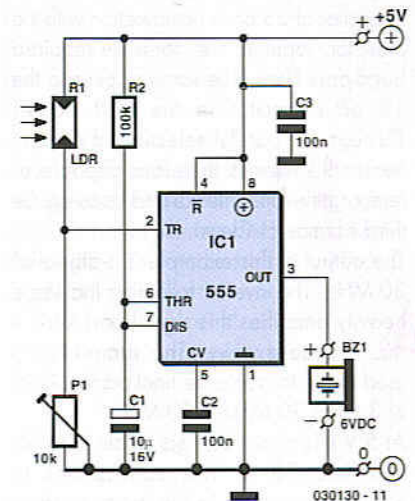 +5V
+
R1
R2
100k
LDR
C3
100n
4
8
R
2
TR
IC1
555
OUT
3
6
THR
7
DIS
CV
5
1
BZ1
+
–
6VDC
P1
10k
C1
10µ
16V
C2
100n
0
0
030130 - 11